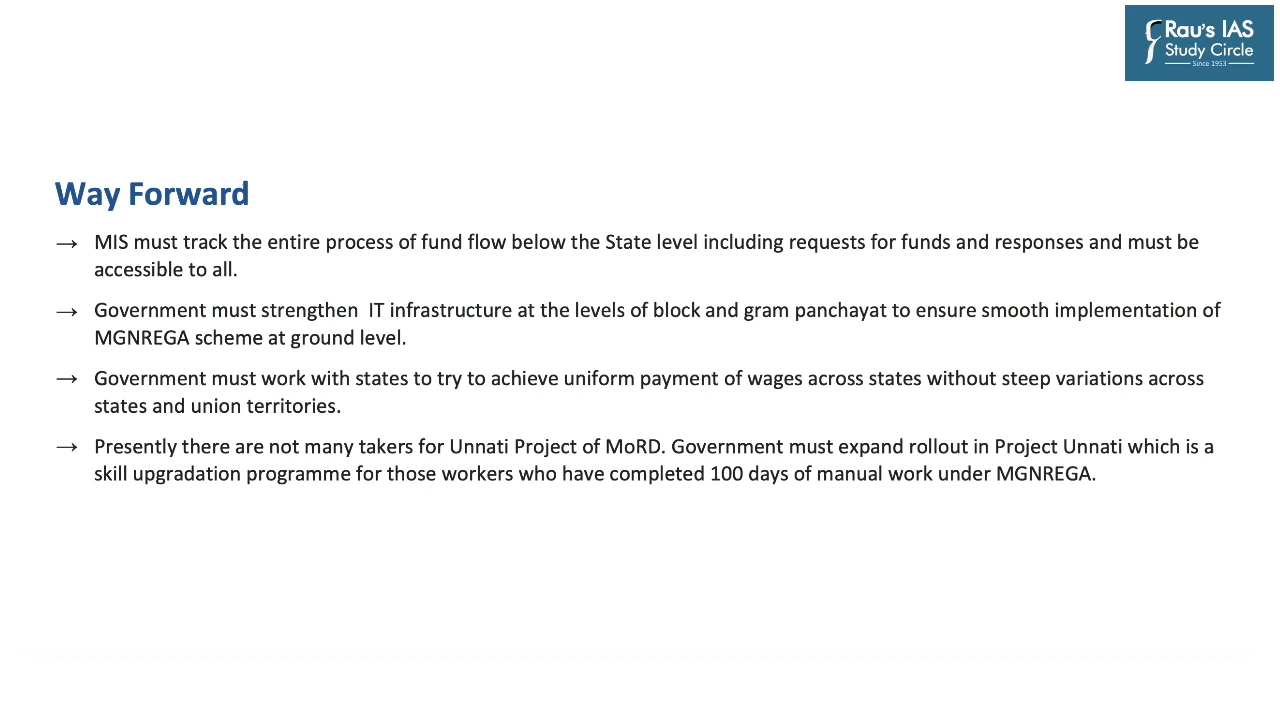 Rau's IAS
Study Circle
Since 1953
Way Forward
→ MIS must track the entire process of fund flow below the State level including requests for funds and responses and must be
accessible to all.
→ Government must strengthen  IT infrastructure at the levels of block and gram panchayat to ensure smooth implementation of
MGNREGA scheme at ground level.
→ Government must work with states to try to achieve uniform payment of wages across states without steep variations across
states and union territories.
→ Presently there are not many takers for Unnati Project of MoRD. Government must expand rollout in Project Unnati which is a
skill upgradation programme for those workers who have completed 100 days of manual work under MGNREGA.